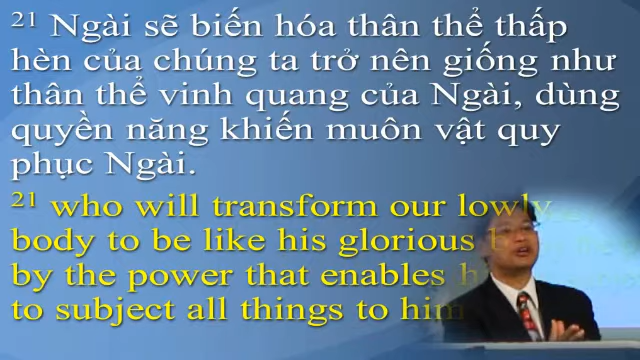 21 Ngài sẽ biến hóa thân thể thấp
hèn của chúng ta trở nên giống như
thân thể vinh quang của Ngài, dùng
quyền năng khiến muôn vật quy
phục Ngài.
21 who will transform our lowly
body to be like his glorious
by the power that enables
to subject all things to him